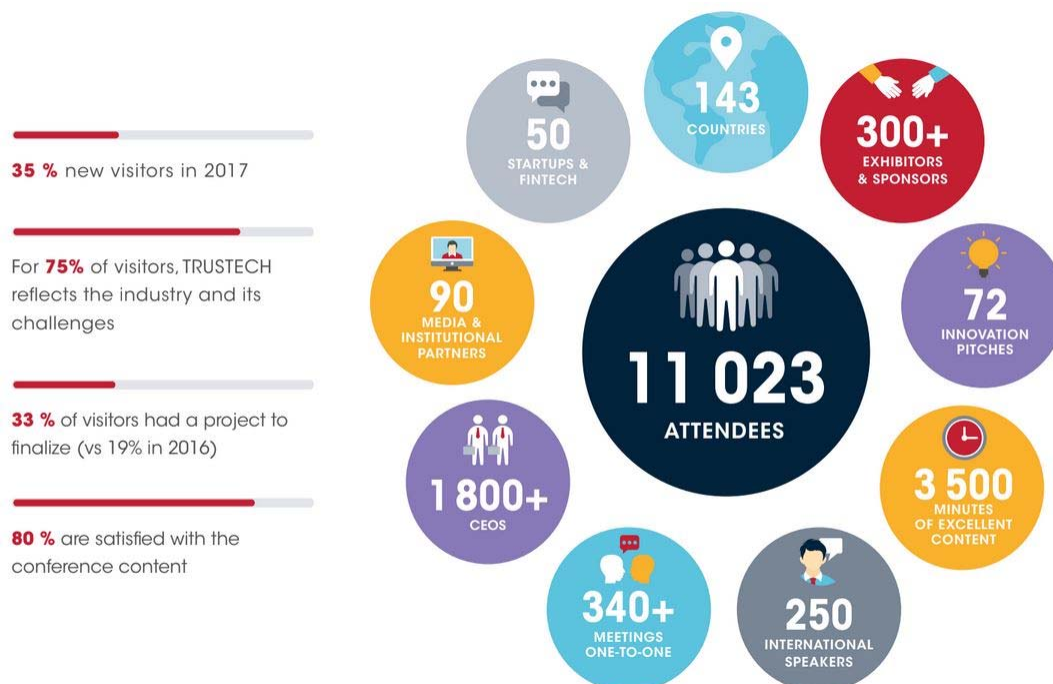 35 % new visitors in 2017
For 75% of visitors, TRUSTECH
reflects the industry and its
challenges
33 % of visitors had a project to
finalize (vs 19% in 2016)
80 % are satisfied with the
conference content
143
COUNTRIES
50
STARTUPS &
FINTECH
300+
EXHIBITORS
& SPONSORS
90
MEDIA &
INSTITUTIONAL
PARTNERS
11 023
ATTENDEES
72
INNOVATION
PITCHES
1 800+
CEOS
3 500
MINUTES
OF EXCELLENT
CONTENT
340+
MEETINGS
ONE-TO-ONE
250
INTERNATIONAL
SPEAKERS